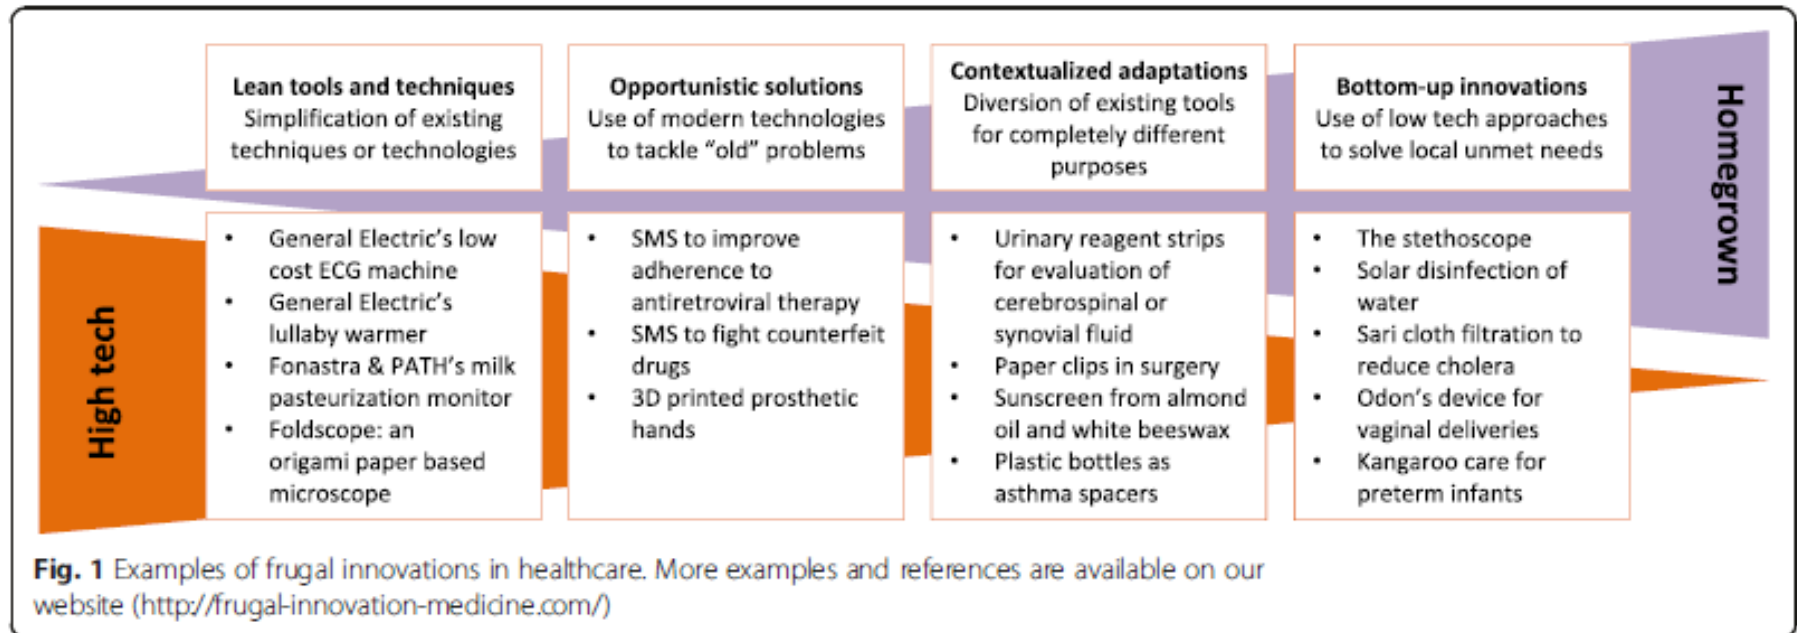 Lean tools and techniques
Simplification of existing
techniques or technologies
Opportunistic solutions
Use of modern technologies
to tackle “old” problems
Contextualized adaptations
Diversion of existing tools
for completely different
purposes
Bottom-up innovations
Use of low tech approaches
to solve local unmet needs
Homegrown
High tech
• General Electric’s low
cost ECG machine
• General Electric’s
lullaby warmer
• Fonastra & PATH’s milk
pasteurization monitor
• Foldscope: an
origami paper based
microscope
• SMS to improve
adherence to
antiretroviral therapy
• SMS to fight counterfeit
drugs
• 3D printed prosthetic
hands
• Urinary reagent strips
for evaluation of
cerebrospinal or
synovial fluid
• Paper clips in surgery
• Sunscreen from almond
oil and white beeswax
• Plastic bottles as
asthma spacers
• The stethoscope
• Solar disinfection of
water
• Sari cloth filtration to
reduce cholera
• Odon’s device for
vaginal deliveries
• Kangaroo care for
preterm infants
Fig. 1 Examples of frugal innovations in healthcare. More examples and references are available on our
website (http://frugal-innovation-medicine.com/)